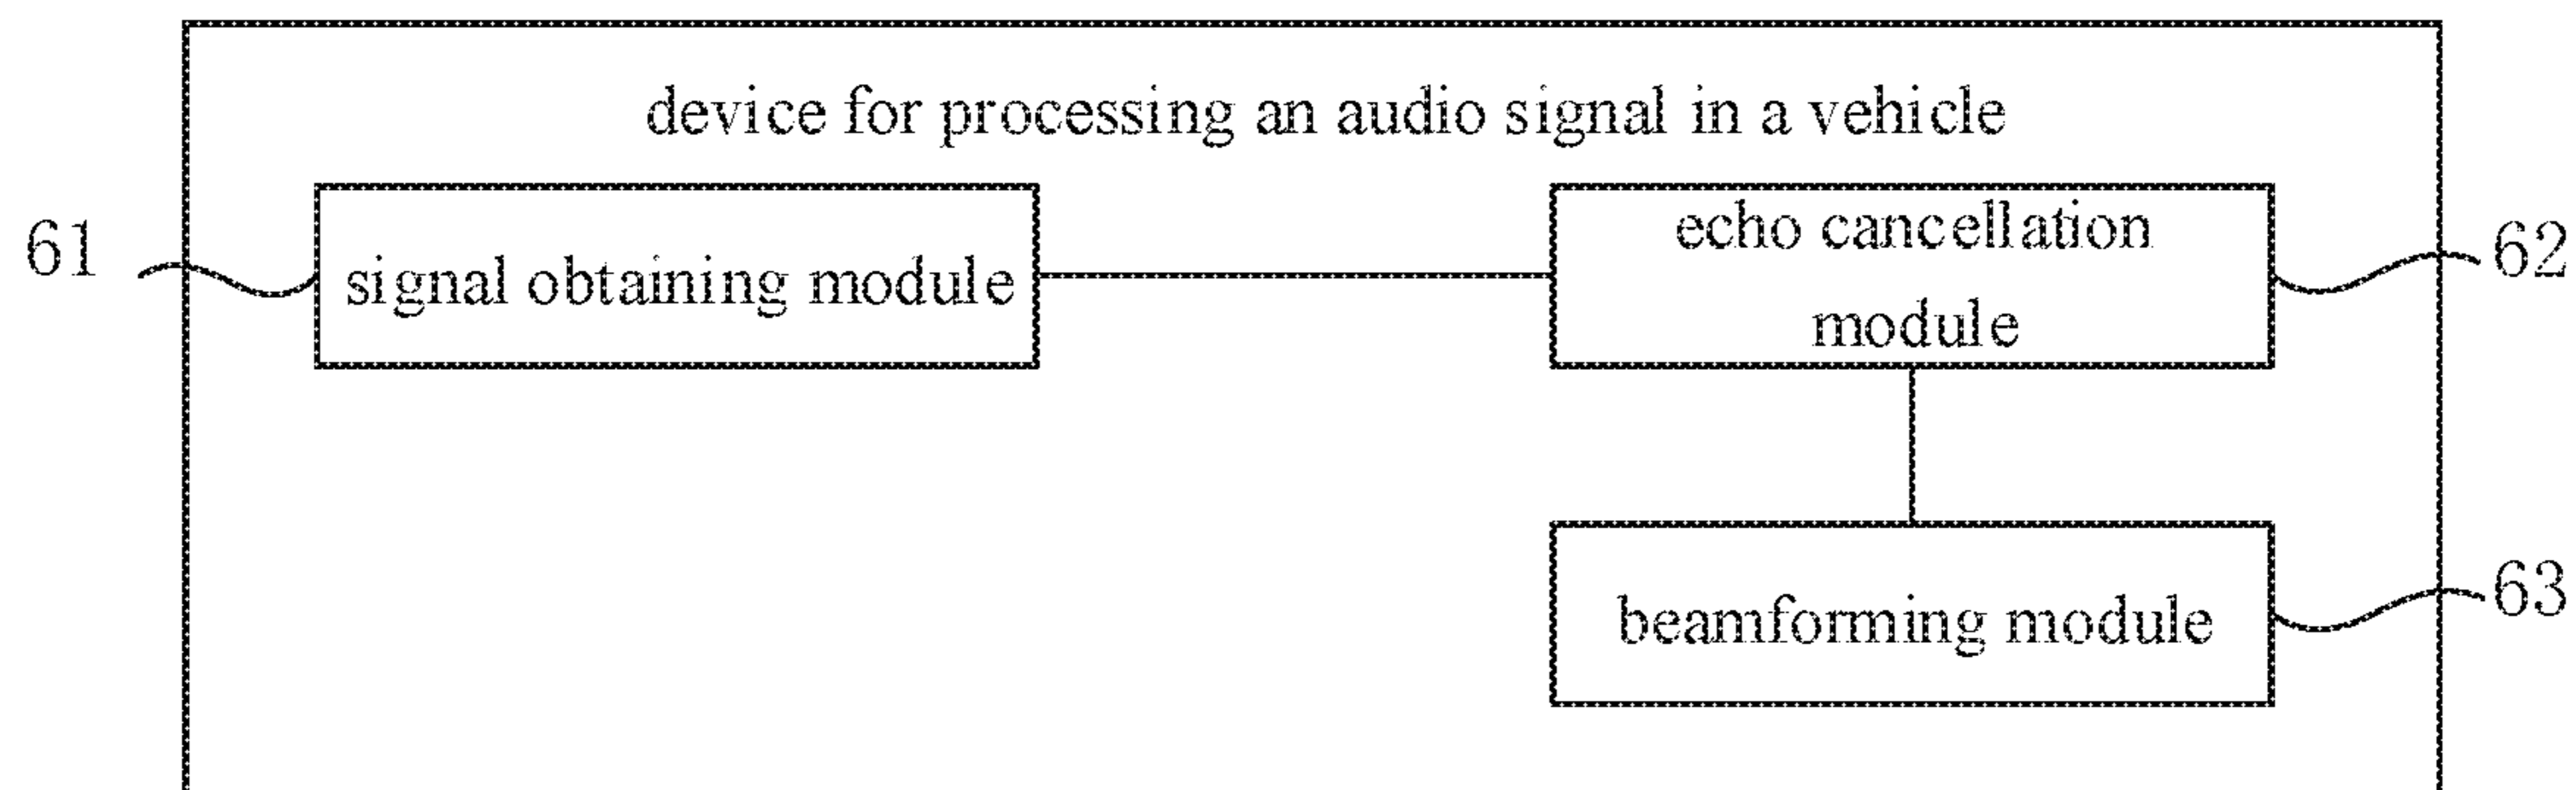 device for processing an audio signal in a vehicle
61
signal obtaining module
echo cancellation
module
62
beamforming module
63